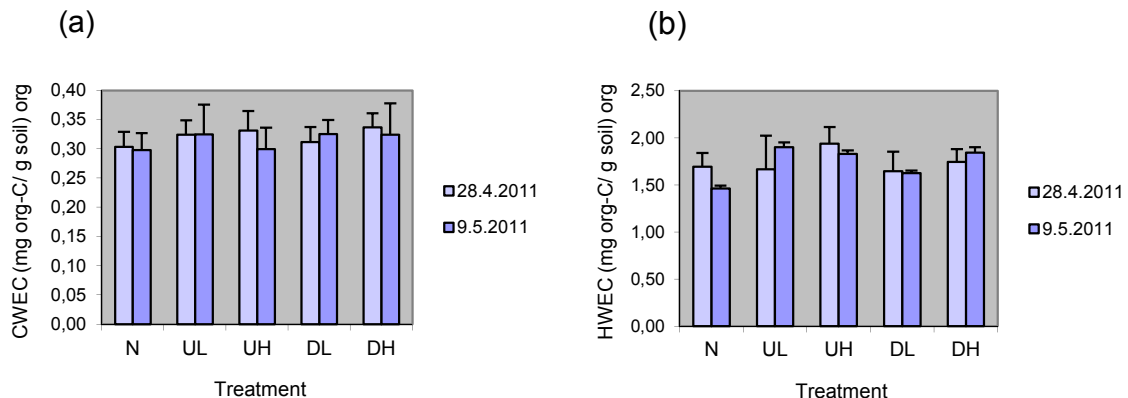 (a)
CWEC (mg org-C/ g soil) org
0,40
0,35
0,30
0,25
0,20
0,15
0,10
0,05
0,00
N UL UH DL DH
Treatment
28.4.2011
9.5.2011
(b)
HWEC (mg org-C/ g soil) org
2,50
2,00
1,50
1,00
0,50
0,00
N UL UH DL DH
Treatment
28.4.2011
9.5.2011